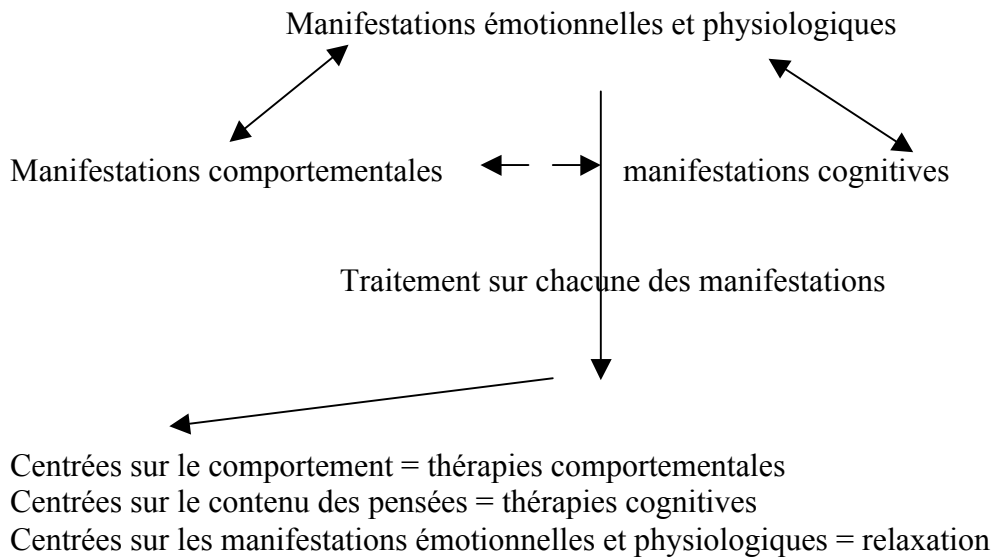 Manifestations émotionnelles et physiologiques
Manifestations comportementales manifestations cognitives
Traitement sur chacune des manifestations
Centrées sur le comportement = thérapies comportementales
Centrées sur le contenu des pensées = thérapies cognitives
Centrées sur les manifestations émotionnelles et physiologiques = relaxation